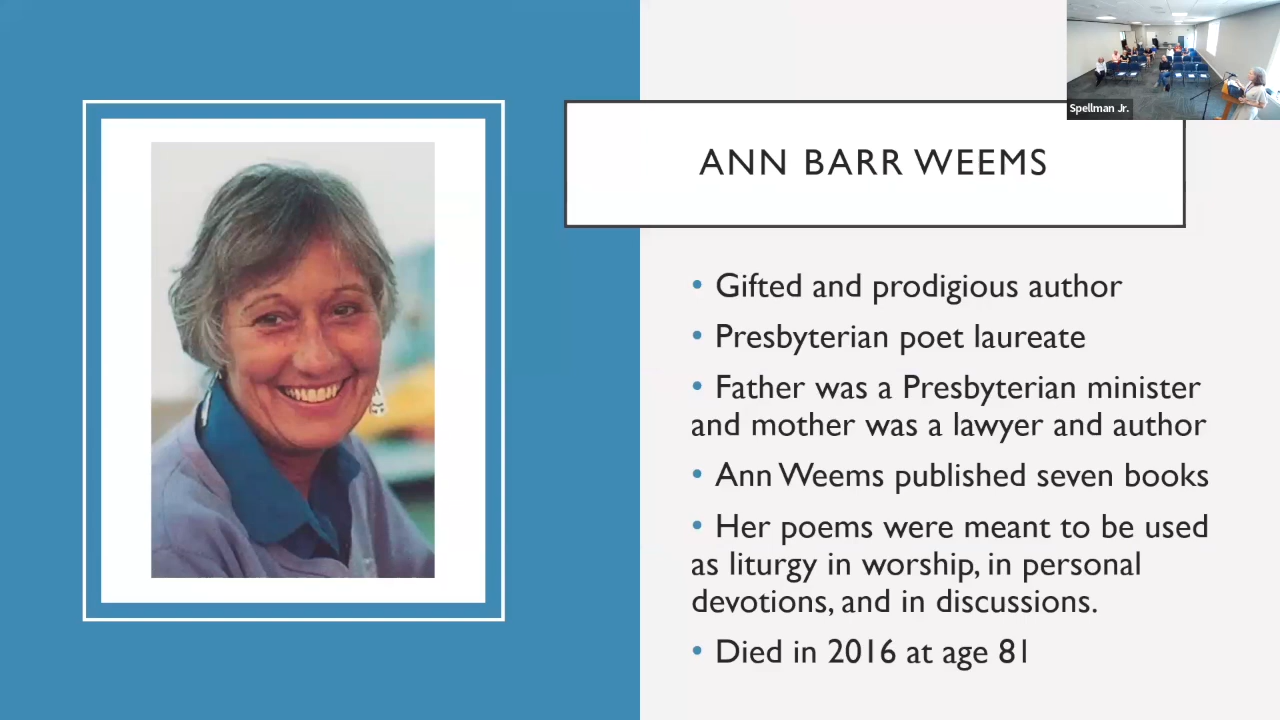 Spellman Jr.
ANN BARR WEEMS
• Gifted and prodigious author
• Presbyterian poet laureate
• Father was a Presbyterian minister
and mother was a lawyer and author
• Ann Weems published seven books
• Her poems were meant to be used
as liturgy in worship, in personal
devotions, and in discussions.
• Died in 2016 at age 81